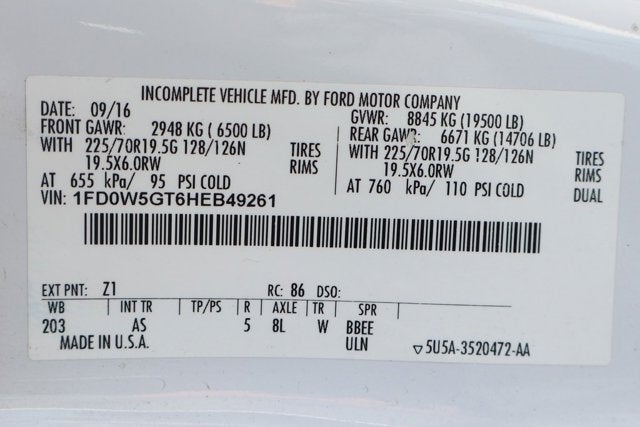 INCOMPLETE VEHICLE MFD. BY FORD MOTOR COMPANY
DATE: 09/16 GVWR: 8845 KG (19500 LB)
FRONT GAWR: 2948 KG ( 6500 LB) REAR GAWR: 6671 KG (14706 LB)
WITH 225/70R19.5G 128/126N TIRES WITH 225/70R19.5G 128/126N TIRES
19.5X6.0RW RIMS 19.5X6.0RW RIMS
AT 655 kPa/ 95 PSI COLD AT 760 kPa/ 110 PSI COLD DUAL
VIN: 1FD0W5GT6HEB49261
EXT PNT: Z1 RC: 86 DSO:
WB INT TR TP/PS R AXLE TR SPR
203 AS 5 8L W BBEE
MADE IN U.S.A. ULN ▽5U5A-3520472-AA